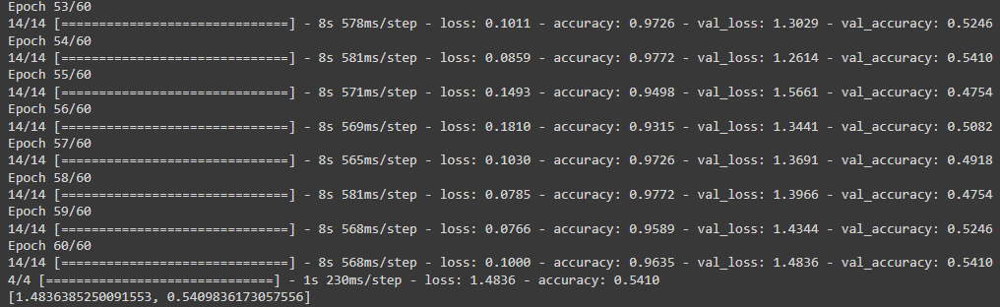 Epoch 53/60
14/14 [==============================] - 8s 578ms/step - loss: 0.1011 - accuracy: 0.9726 - val_loss: 1.3029 - val_accuracy: 0.5246
Epoch 54/60
14/14 [==============================] - 8s 581ms/step - loss: 0.0859 - accuracy: 0.9772 - val_loss: 1.2614 - val_accuracy: 0.5410
Epoch 55/60
14/14 [==============================] - 8s 571ms/step - loss: 0.1493 - accuracy: 0.9498 - val_loss: 1.5661 - val_accuracy: 0.4754
Epoch 56/60
14/14 [==============================] - 8s 569ms/step - loss: 0.1810 - accuracy: 0.9315 - val_loss: 1.3441 - val_accuracy: 0.5082
Epoch 57/60
14/14 [==============================] - 8s 565ms/step - loss: 0.1030 - accuracy: 0.9726 - val_loss: 1.3691 - val_accuracy: 0.4918
Epoch 58/60
14/14 [==============================] - 8s 581ms/step - loss: 0.0785 - accuracy: 0.9772 - val_loss: 1.3966 - val_accuracy: 0.4754
Epoch 59/60
14/14 [==============================] - 8s 568ms/step - loss: 0.0766 - accuracy: 0.9589 - val_loss: 1.4344 - val_accuracy: 0.5246
Epoch 60/60
14/14 [==============================] - 8s 568ms/step - loss: 0.1000 - accuracy: 0.9635 - val_loss: 1.4836 - val_accuracy: 0.5410
4/4 [==============================] - 1s 230ms/step - loss: 1.4836 - accuracy: 0.5410
[1.4836385250091553, 0.5409836173057556]